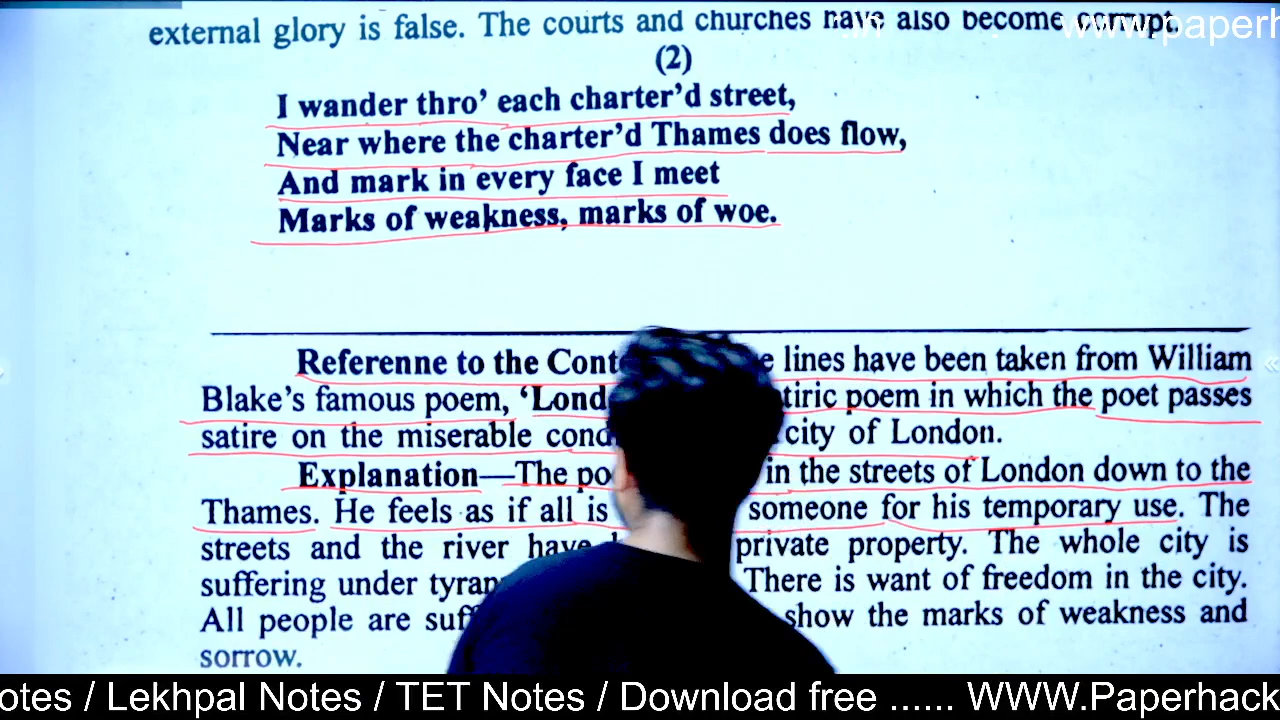 external glory is false. The courts and churches have also become corrupt.
www.paperh
(2)
I wander thro' each charter'd street,
Near where the charter'd Thames does flow,
And mark in every face I meet
Marks of weakness, marks of woe.
Referenne to the Cont lines have been taken from William
Blake's famous poem, 'Lond tiric poem in which the poet passes
satire on the miserable cond city of London.
Explanation—The po in the streets of London down to the
Thames. He feels as if all is someone for his temporary use. The
streets and the river have private property. The whole city is
suffering under tyran There is want of freedom in the city.
All people are suff show the marks of weakness and
sorrow.
otes / Lekhpal Notes / TET Notes / Download free ...... WWW.Paperhack